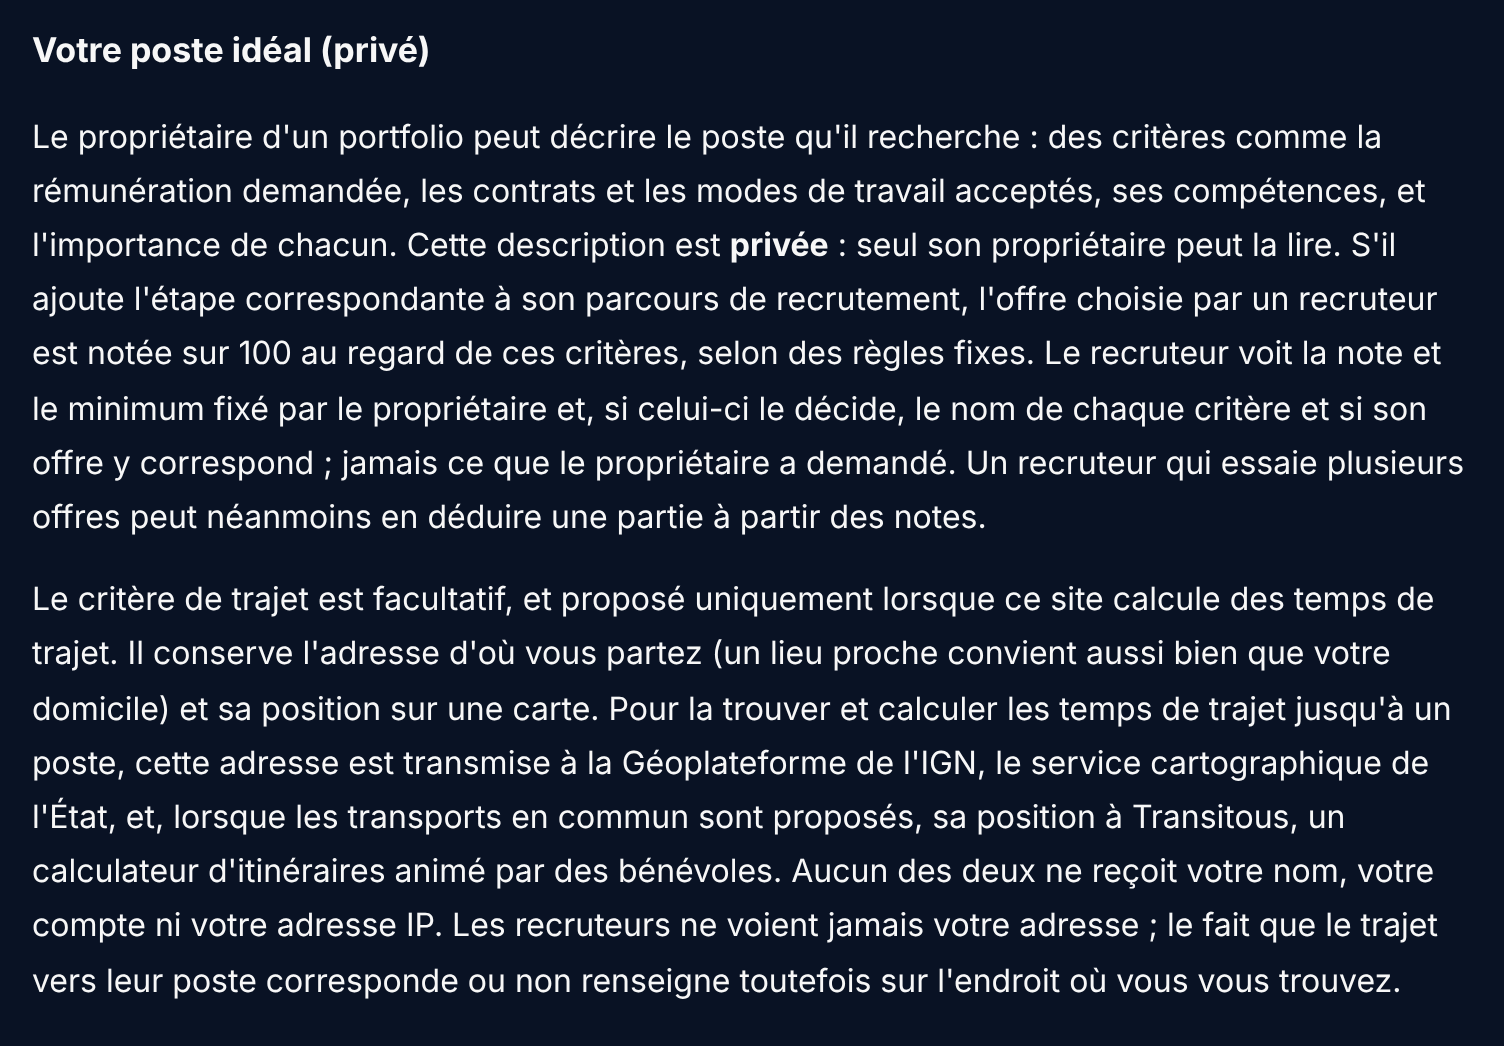 Votre poste idéal (privé)
Le propriétaire d'un portfolio peut décrire le poste qu'il recherche : des critères comme la
rémunération demandée, les contrats et les modes de travail acceptés, ses compétences, et
l'importance de chacun. Cette description est privée : seul son propriétaire peut la lire. S'il
ajoute l'étape correspondante à son parcours de recrutement, l'offre choisie par un recruteur
est notée sur 100 au regard de ces critères, selon des règles fixes. Le recruteur voit la note et
le minimum fixé par le propriétaire et, si celui-ci le décide, le nom de chaque critère et si son
offre y correspond ; jamais ce que le propriétaire a demandé. Un recruteur qui essaie plusieurs
offres peut néanmoins en déduire une partie à partir des notes.
Le critère de trajet est facultatif, et proposé uniquement lorsque ce site calcule des temps de
trajet. Il conserve l'adresse d'où vous partez (un lieu proche convient aussi bien que votre
domicile) et sa position sur une carte. Pour la trouver et calculer les temps de trajet jusqu'à un
poste, cette adresse est transmise à la Géoplateforme de l'IGN, le service cartographique de
l'État, et, lorsque les transports en commun sont proposés, sa position à Transitous, un
calculateur d'itinéraires animé par des bénévoles. Aucun des deux ne reçoit votre nom, votre
compte ni votre adresse IP. Les recruteurs ne voient jamais votre adresse ; le fait que le trajet
vers leur poste corresponde ou non renseigne toutefois sur l'endroit où vous vous trouvez.